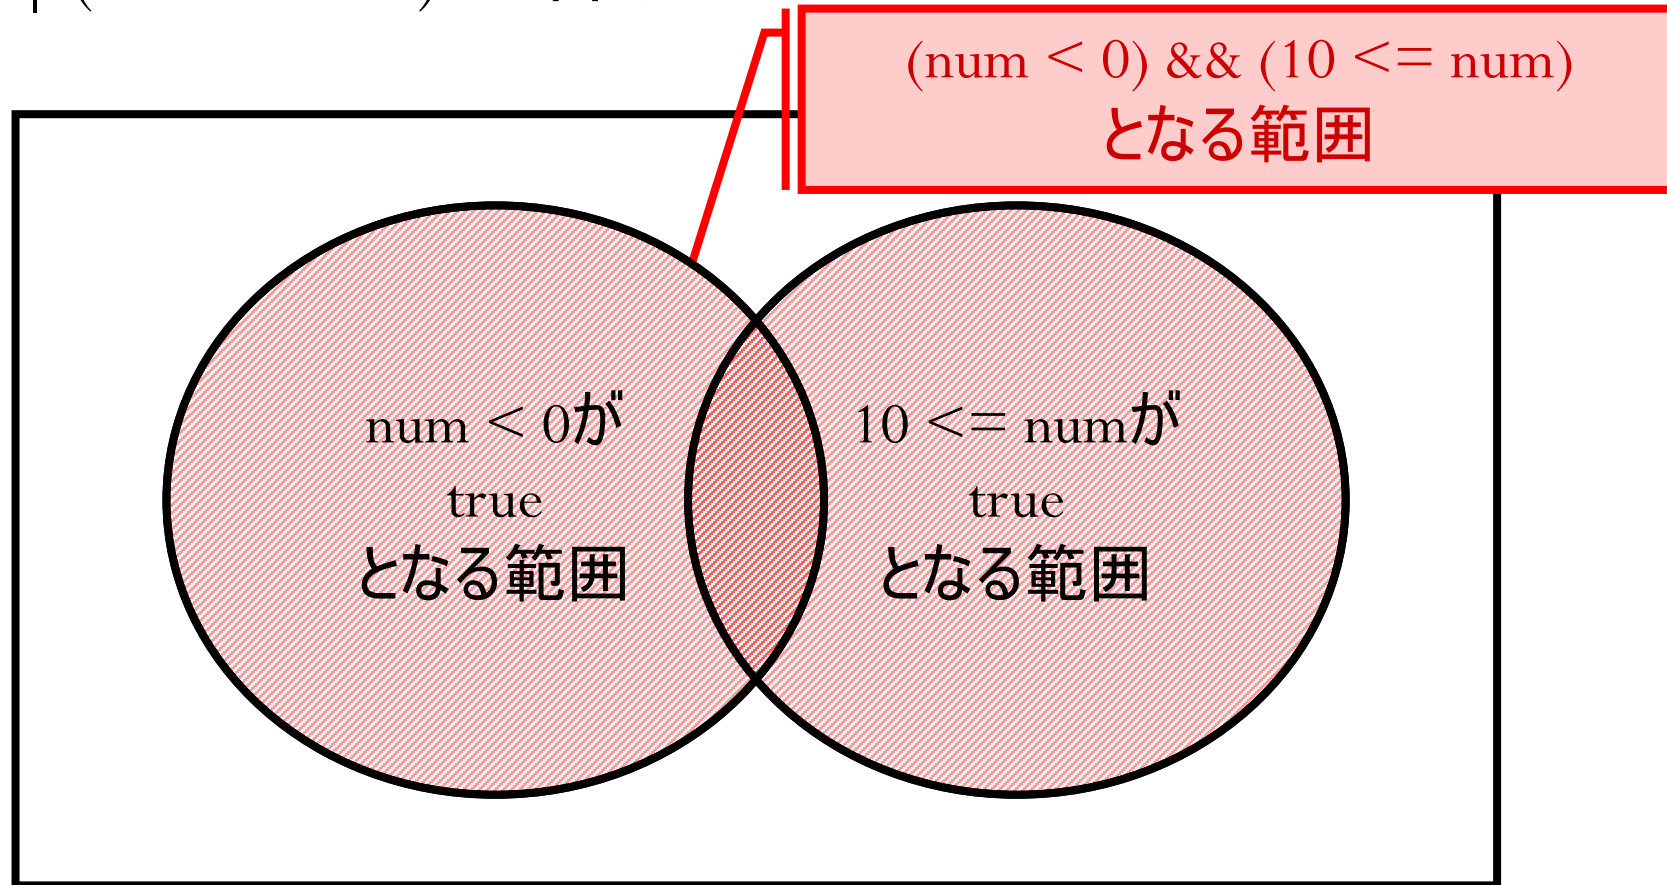 (num < 0) && (10 <= num)
となる範囲
num < 0が
true
となる範囲
10 <= numが
true
となる範囲